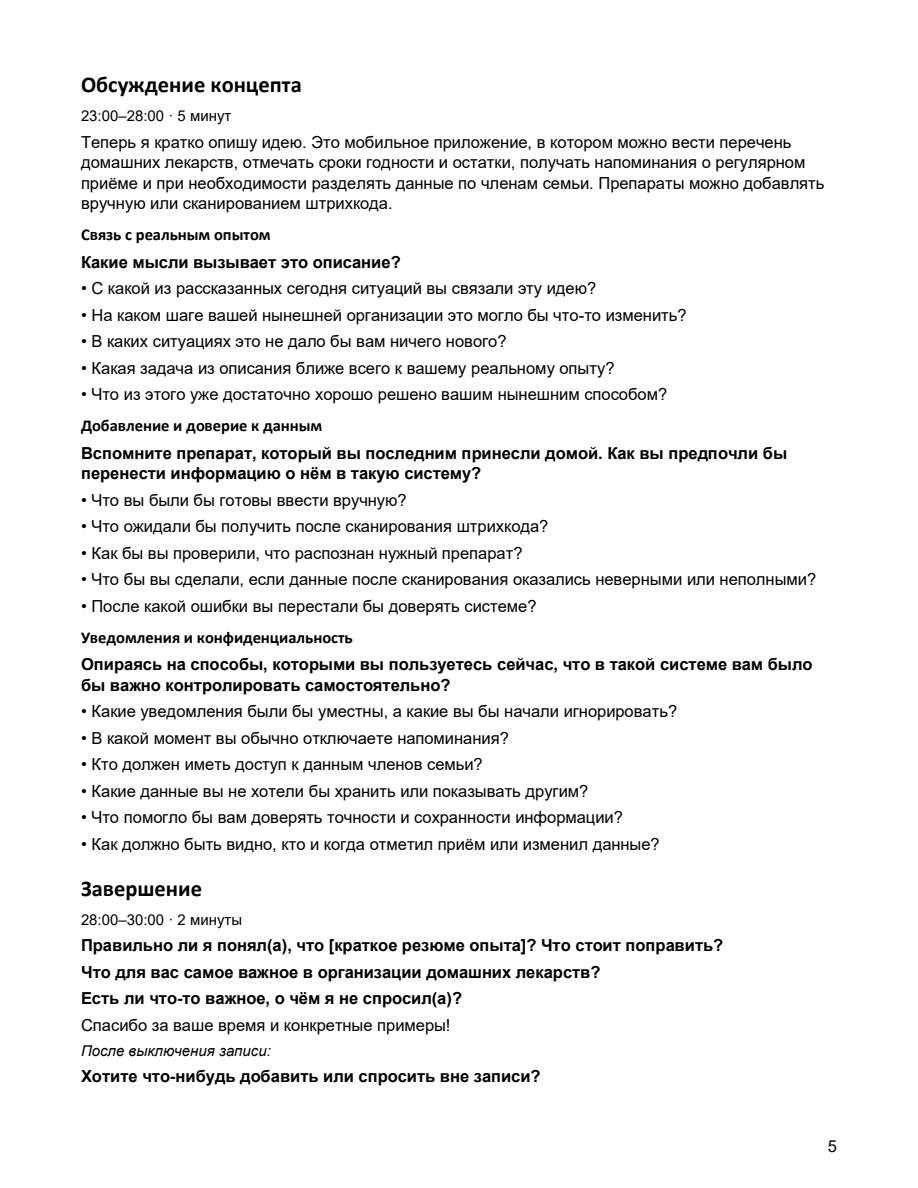 Обсуждение концепта
23:00–28:00 · 5 минут
Теперь я кратко опишу идею. Это мобильное приложение, в котором можно вести перечень
домашних лекарств, отмечать сроки годности и остатки, получать напоминания о регулярном
приёме и при необходимости разделять данные по членам семьи. Препараты можно добавлять
вручную или сканированием штрихкода.
Связь с реальным опытом
Какие мысли вызывает это описание?
• С какой из рассказанных сегодня ситуаций вы связали эту идею?
• На каком шаге вашей нынешней организации это могло бы что-то изменить?
• В каких ситуациях это не дало бы вам ничего нового?
• Какая задача из описания ближе всего к вашему реальному опыту?
• Что из этого уже достаточно хорошо решено вашим нынешним способом?
Добавление и доверие к данным
Вспомните препарат, который вы последним принесли домой. Как вы предпочли бы
перенести информацию о нём в такую систему?
• Что вы были бы готовы ввести вручную?
• Что ожидали бы получить после сканирования штрихкода?
• Как бы вы проверили, что распознан нужный препарат?
• Что бы вы сделали, если данные после сканирования оказались неверными или неполными?
• После какой ошибки вы перестали бы доверять системе?
Уведомления и конфиденциальность
Опираясь на способы, которыми вы пользуетесь сейчас, что в такой системе вам было
бы важно контролировать самостоятельно?
• Какие уведомления были бы уместны, а какие вы бы начали игнорировать?
• В какой момент вы обычно отключаете напоминания?
• Кто должен иметь доступ к данным членов семьи?
• Какие данные вы не хотели бы хранить или показывать другим?
• Что помогло бы вам доверять точности и сохранности информации?
• Как должно быть видно, кто и когда отметил приём или изменил данные?
Завершение
28:00–30:00 · 2 минуты
Правильно ли я понял(а), что [краткое резюме опыта]? Что стоит поправить?
Что для вас самое важное в организации домашних лекарств?
Есть ли что-то важное, о чём я не спросил(а)?
Спасибо за ваше время и конкретные примеры!
После выключения записи:
Хотите что-нибудь добавить или спросить вне записи?
5